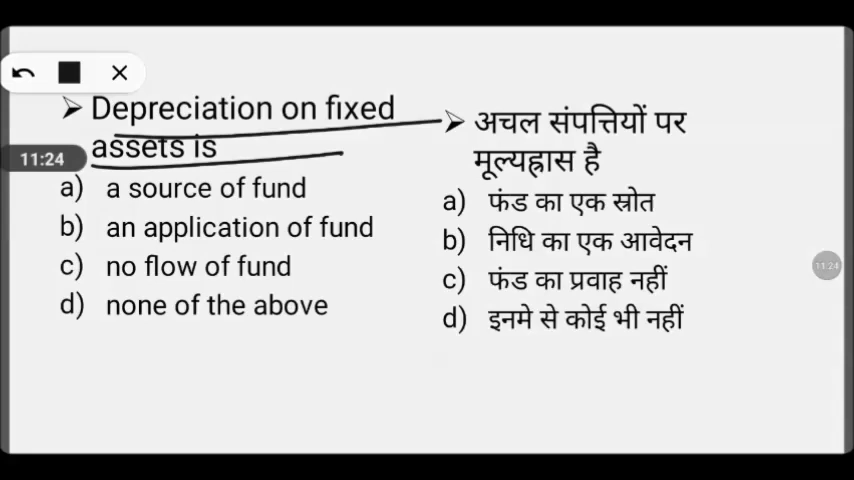 ➤ Depreciation on fixed
assets is
a) a source of fund
b) an application of fund
c) no flow of fund
d) none of the above
➤ अचल संपत्तियों पर
मूल्यह्रास है
a) फंड का एक स्रोत
b) निधि का एक आवेदन
c) फंड का प्रवाह नहीं
d) इनमे से कोई भी नहीं
11:24
11:24